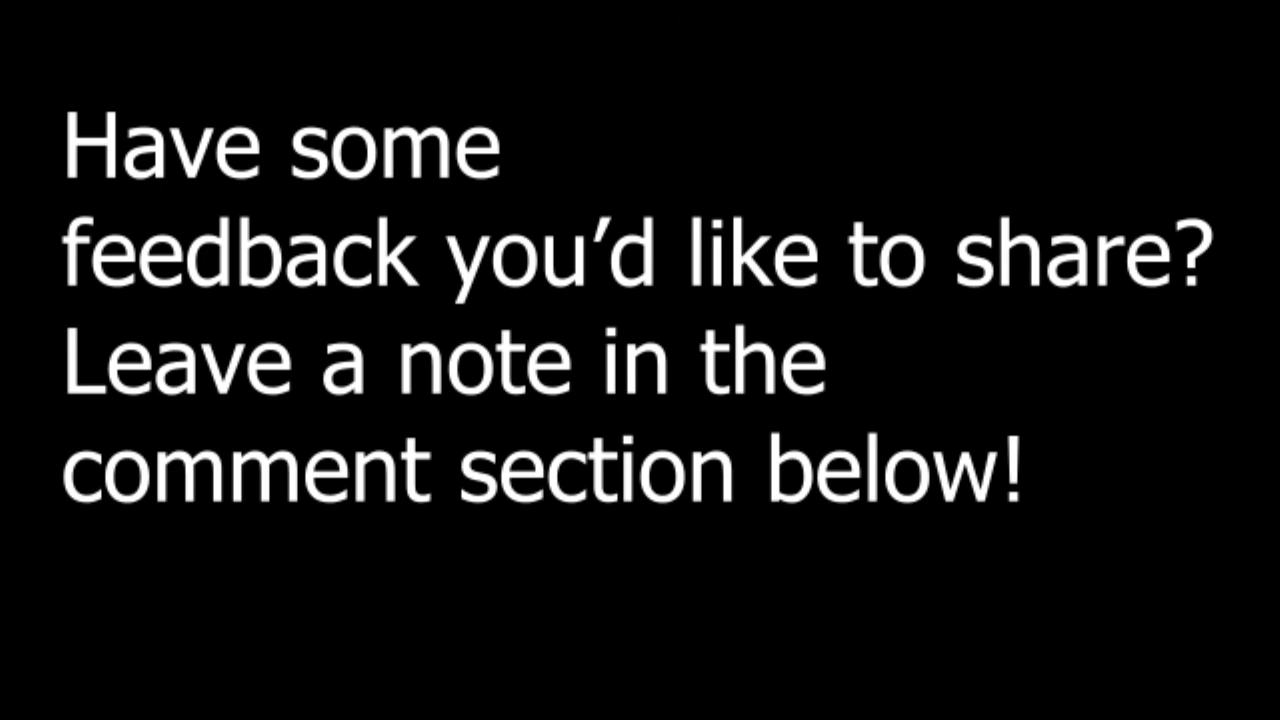 Have some
feedback you’d like to share?
Leave a note in the
comment section below!